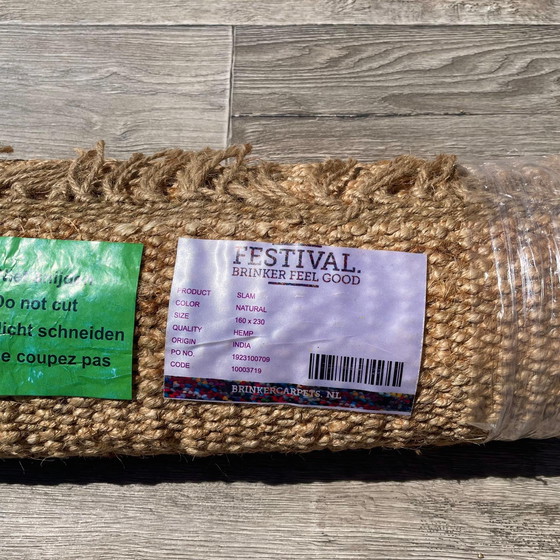 Do not cut
icht schneiden
e coupez pas
FESTIVAL.
BRINKER FEEL GOOD
PRODUCT SLAM
COLOR NATURAL
SIZE 160 x 230
QUALITY HEMP
ORIGIN INDIA
PO NO. 1923100709
CODE 10003719
BRINKERCARPETS. NL